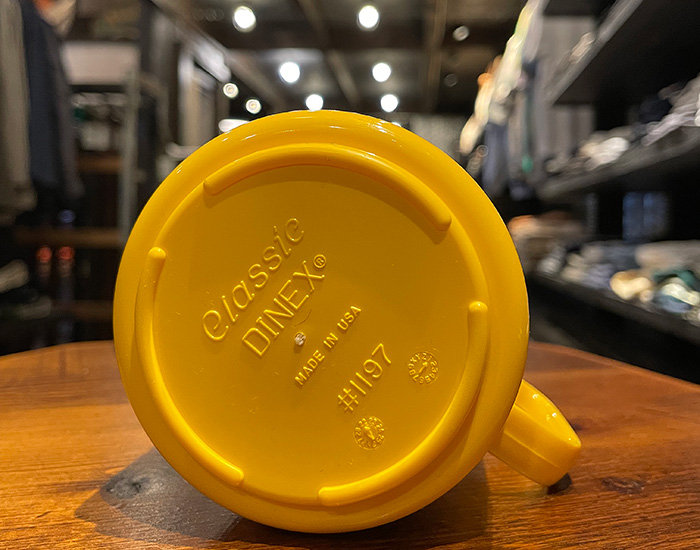 Classic
DINEX®
MADE IN USA
#1197